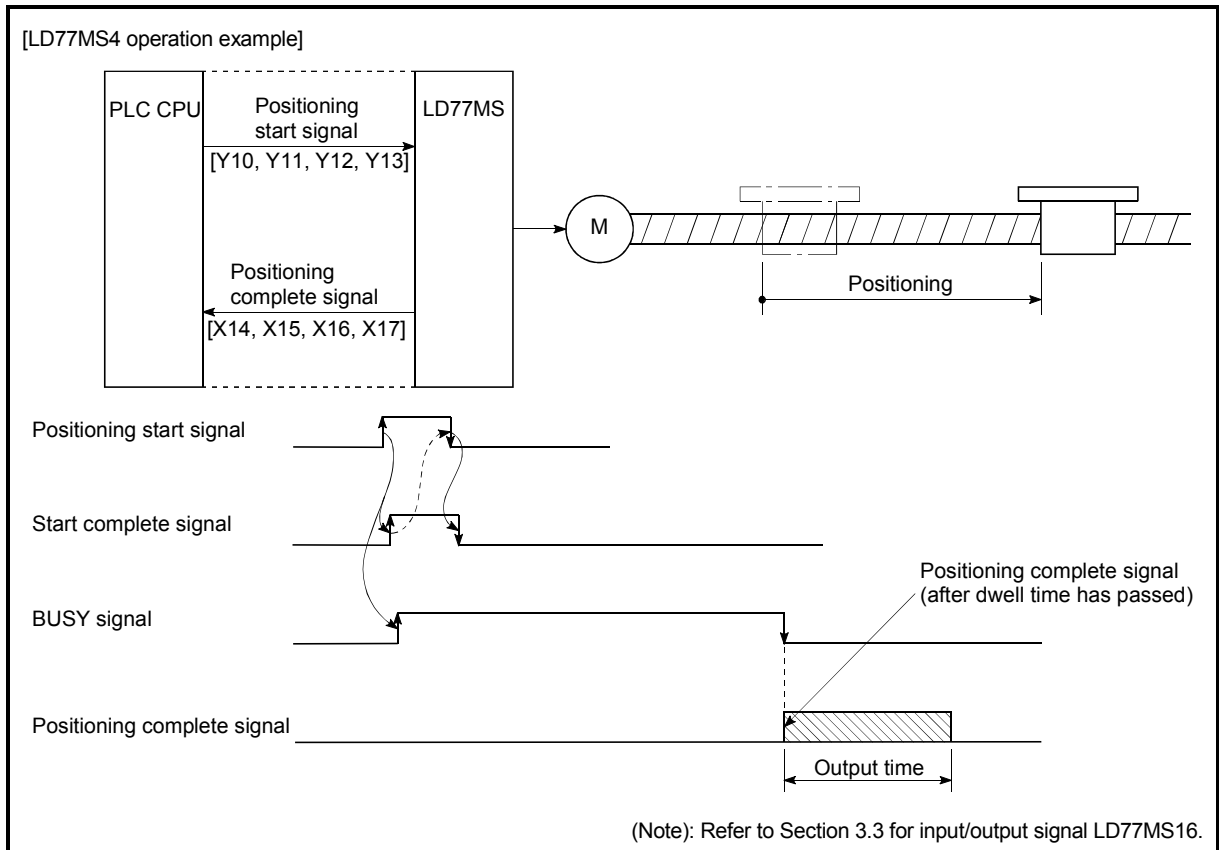 [LD77MS4 operation example]
PLC CPU
Positioning
start signal
[Y10, Y11, Y12, Y13]
LD77MS
M
Positioning
complete signal
[X14, X15, X16, X17]
Positioning
Positioning start signal
Start complete signal
Positioning complete signal
(after dwell time has passed)
BUSY signal
Positioning complete signal
Output time
(Note): Refer to Section 3.3 for input/output signal LD77MS16.